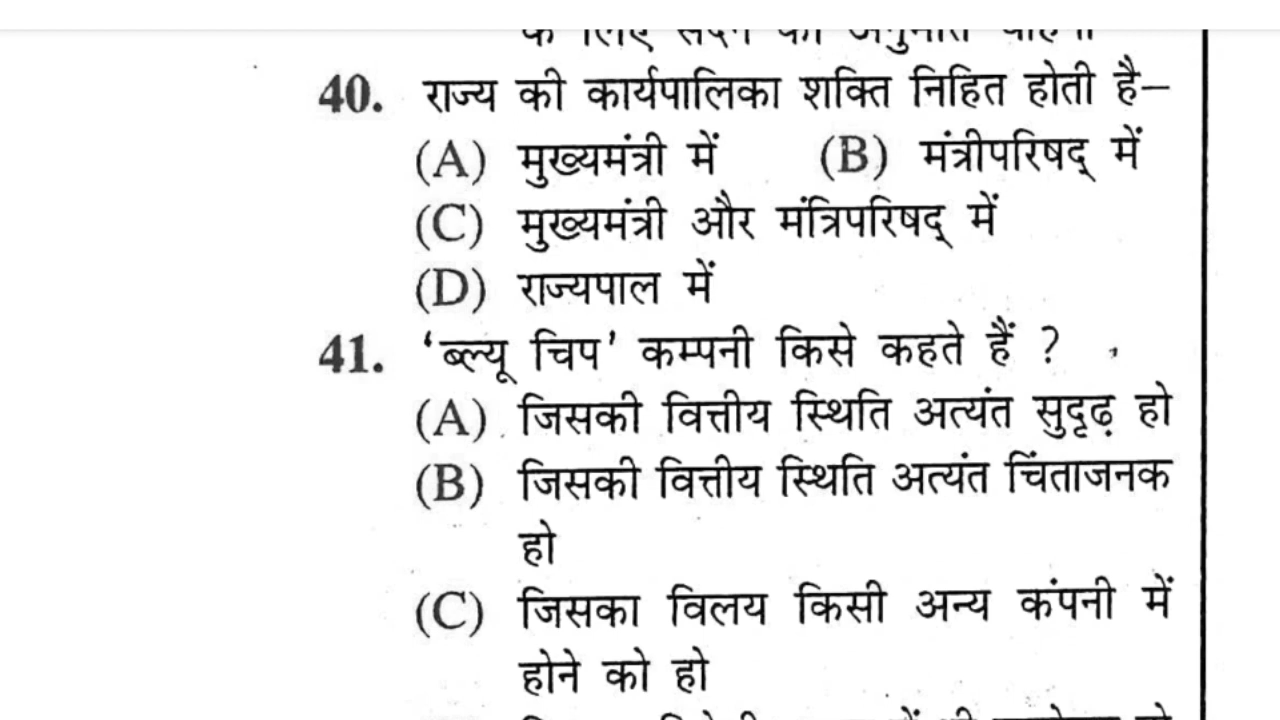 40. राज्य की कार्यपालिका शक्ति निहित होती है–
(A) मुख्यमंत्री में (B) मंत्रीपरिषद् में
(C) मुख्यमंत्री और मंत्रिपरिषद् में
(D) राज्यपाल में
41. ‘ब्ल्यू चिप’ कम्पनी किसे कहते हैं ?
(A) जिसकी वित्तीय स्थिति अत्यंत सुदृढ़ हो
(B) जिसकी वित्तीय स्थिति अत्यंत चिंताजनक
हो
(C) जिसका विलय किसी अन्य कंपनी में
होने को हो